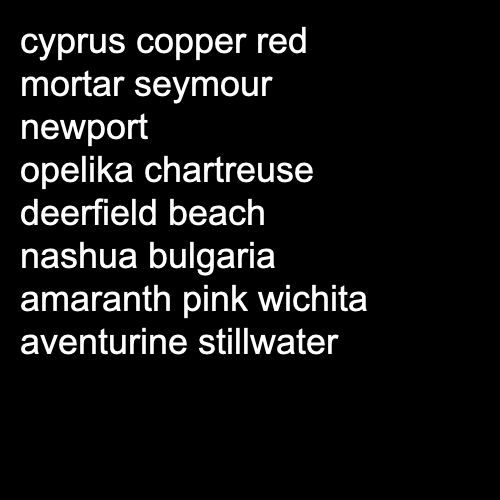 cyprus copper red
mortar seymour
newport
opelika chartreuse
deerfield beach
nashua bulgaria
amaranth pink wichita
aventurine stillwater